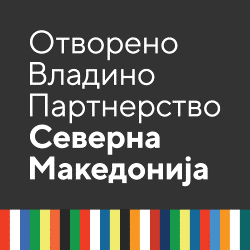 Отворено
Владино
Партнерство
Северна
Македонија